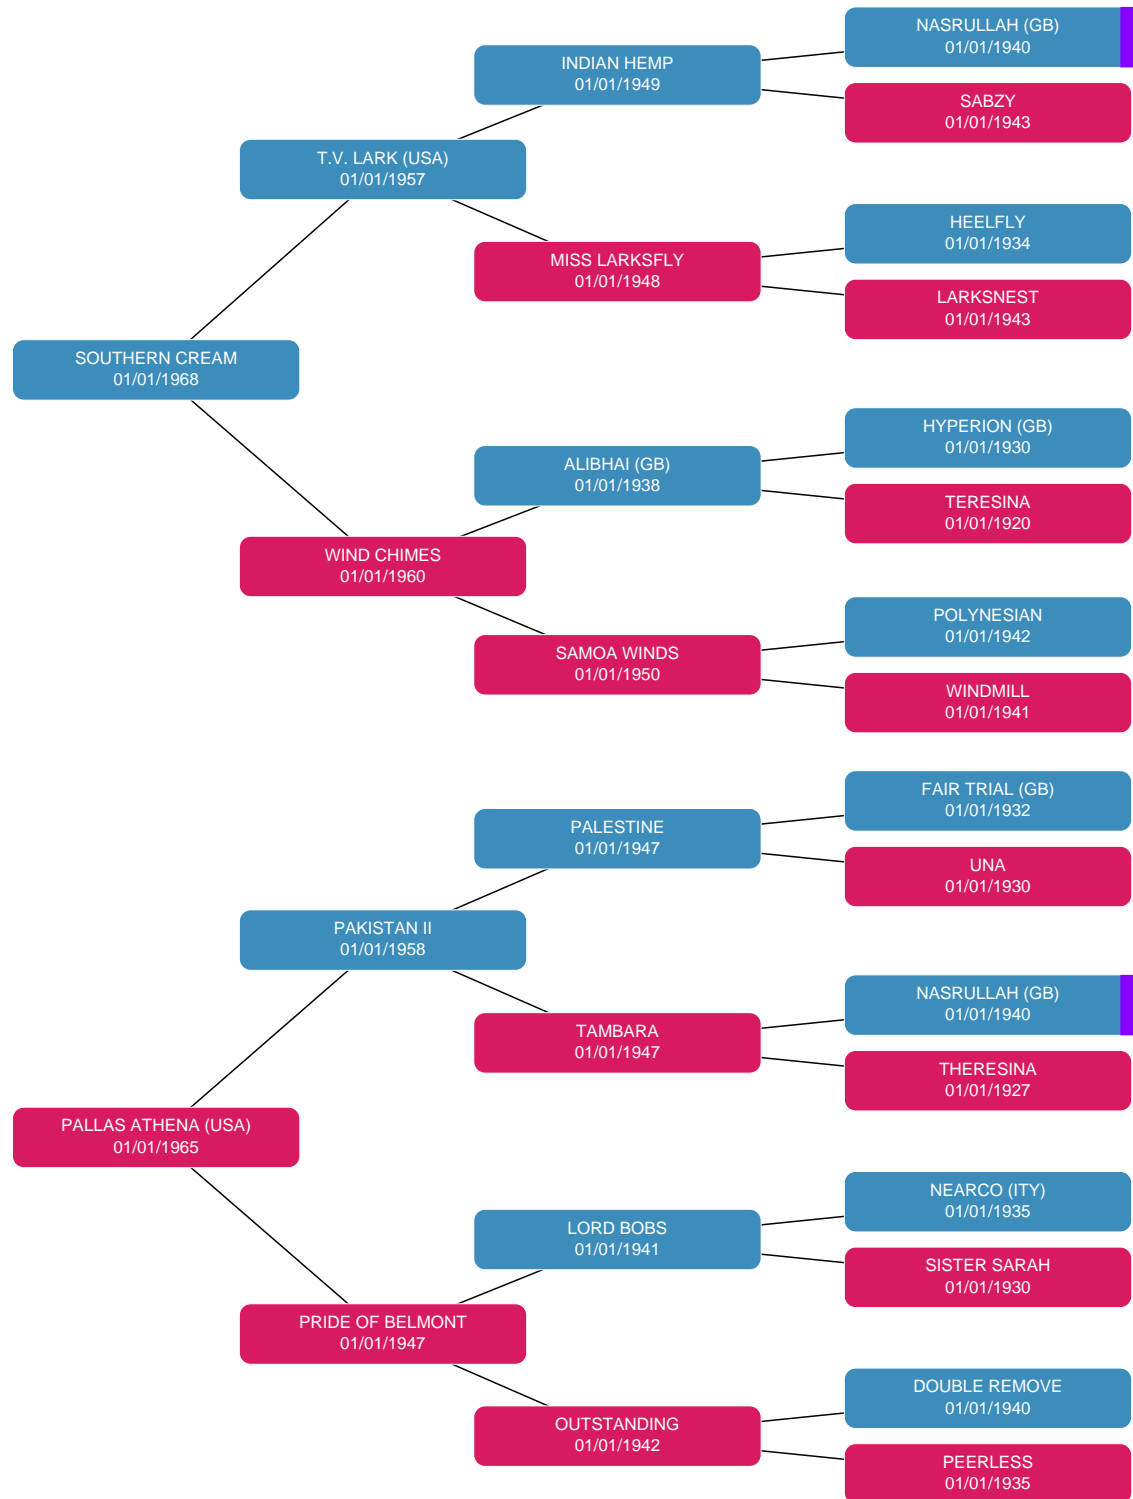 NASRULLAH (GB)
01/01/1940
INDIAN HEMP
01/01/1949
SABZY
01/01/1943
T.V. LARK (USA)
01/01/1957
HEELFLY
01/01/1934
MISS LARKSFLY
01/01/1948
LARKSNEST
01/01/1943
SOUTHERN CREAM
01/01/1968
HYPERION (GB)
01/01/1930
ALIBHAI (GB)
01/01/1938
TERESINA
01/01/1920
WIND CHIMES
01/01/1960
POLYNESIAN
01/01/1942
SAMOA WINDS
01/01/1950
WINDMILL
01/01/1941
FAIR TRIAL (GB)
01/01/1932
PALESTINE
01/01/1947
UNA
01/01/1930
PAKISTAN II
01/01/1958
NASRULLAH (GB)
01/01/1940
TAMBARA
01/01/1947
THERESINA
01/01/1927
PALLAS ATHENA (USA)
01/01/1965
NEARCO (ITY)
01/01/1935
LORD BOBS
01/01/1941
SISTER SARAH
01/01/1930
PRIDE OF BELMONT
01/01/1947
DOUBLE REMOVE
01/01/1940
OUTSTANDING
01/01/1942
PEERLESS
01/01/1935